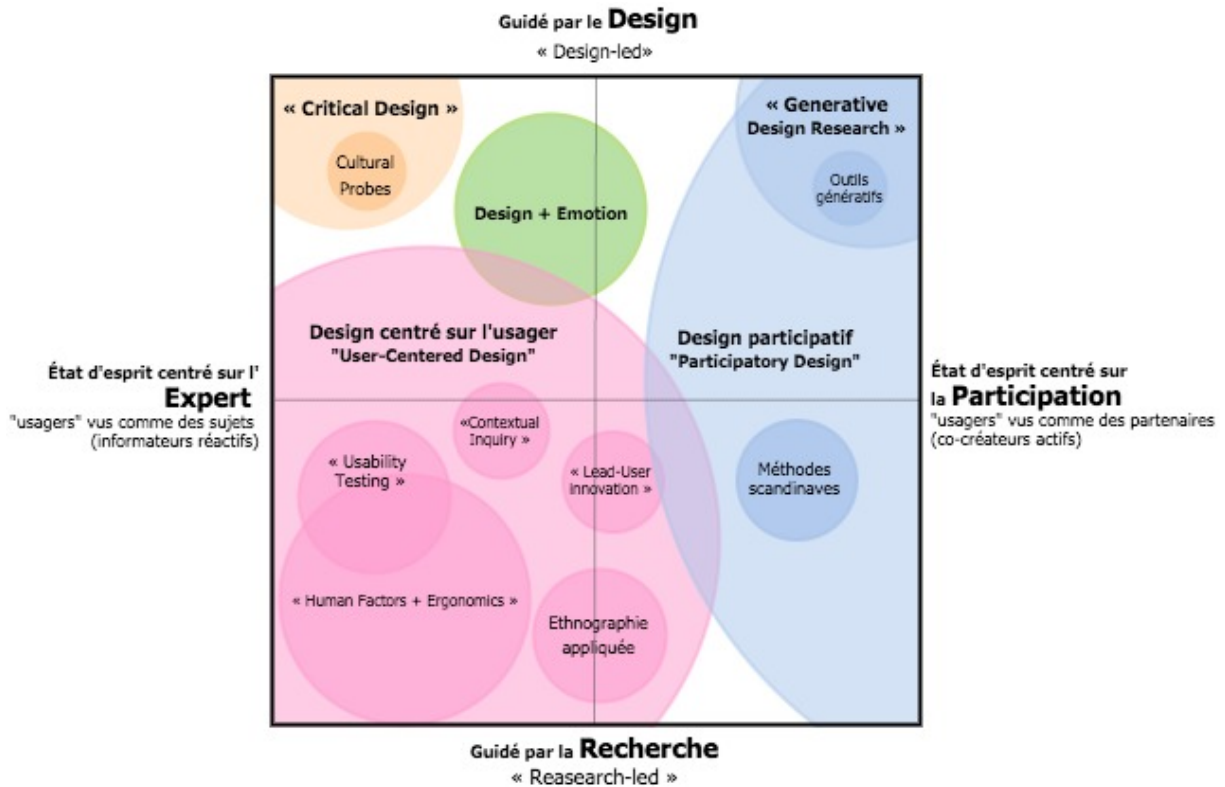 Guidé par le Design
« Design-led»
« Critical Design »
Cultural
Probes
Design + Emotion
« Generative
Design Research »
Outils
génératifs
Design centré sur l'usager
"User-Centered Design"
Design participatif
"Participatory Design"
État d'esprit centré sur l'
Expert
"usagers" vus comme des sujets
(informateurs réactifs)
État d'esprit centré sur
la Participation
"usagers" vus comme des partenaires
(co-créateurs actifs)
«Contextual
Inquiry »
« Usability
Testing »
« Lead-User
innovation »
Méthodes
scandinaves
« Human Factors + Ergonomics »
Ethnographie
appliquée
Guidé par la Recherche
« Reasearch-led »